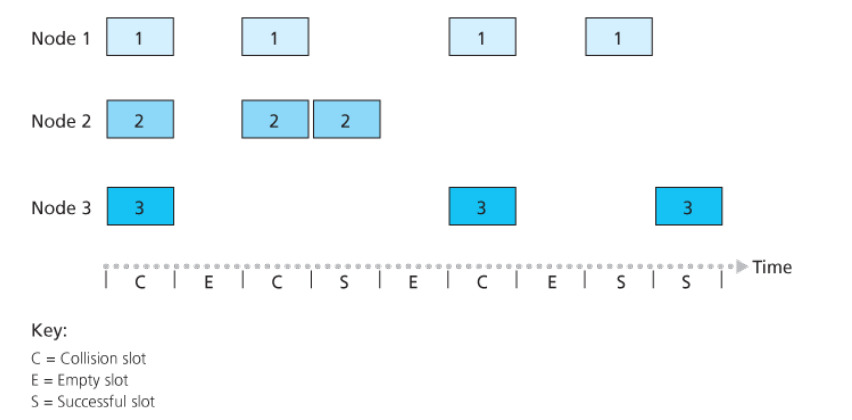 Node 1 1 1 1 1
Node 2 2 2 2
Node 3 3 3 3
Time
C E C S E C E S S
Key:
C = Collision slot
E = Empty slot
S = Successful slot